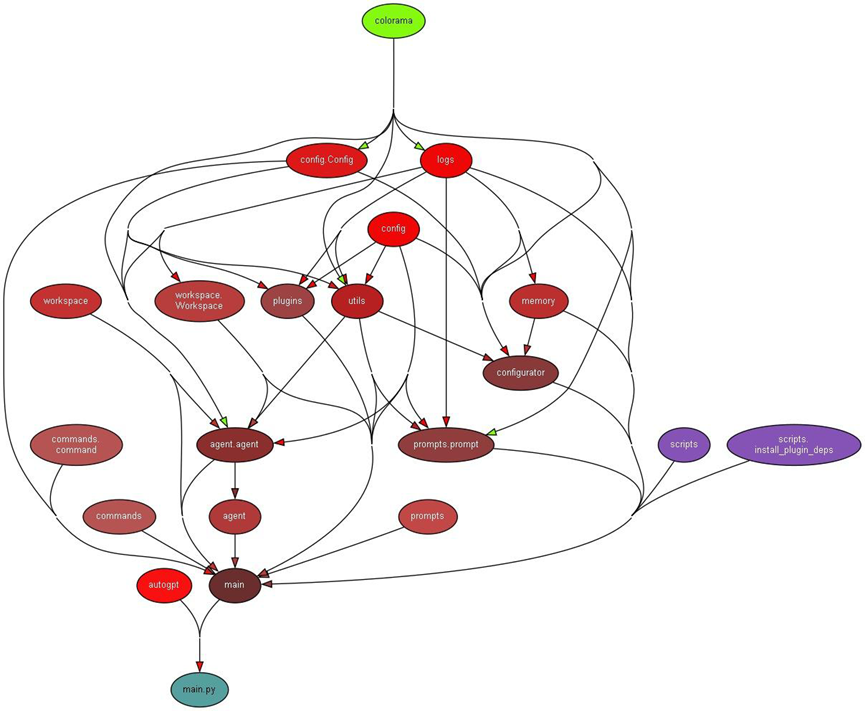 colorama
config.Config
logs
config
workspace
workspace.
Workspace
plugins
utils
memory
configurator
commands.
command
agent.agent
prompts.prompt
scripts
scripts.
install_plugin_deps
commands
agent
prompts
autogpt
main
main.py